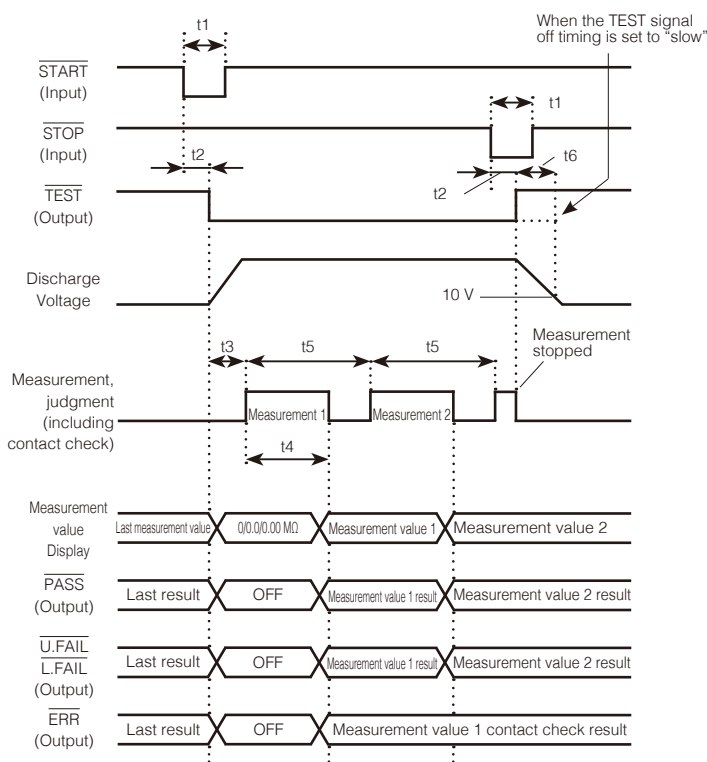 When the TEST signal
off timing is set to “slow”
t1
START
(Input)
t1
STOP
(Input)
t2
t6
TEST
(Output)
t2
Discharge
Voltage
10 V
Measurement
stopped
t3
t5
t5
Measurement,
judgment
(including
contact check)
Measurement 1
Measurement 2
t4
Measurement
value
Display
Last measurement value
0/0.0/0.00 MΩ
Measurement value 1
Measurement value 2
PASS
(Output)
Last result
OFF
Measurement value 1 result
Measurement value 2 result
U.FAIL
L.FAIL
(Output)
Last result
OFF
Measurement value 1 result
Measurement value 2 result
ERR
(Output)
Last result
OFF
Measurement value 1 contact check result